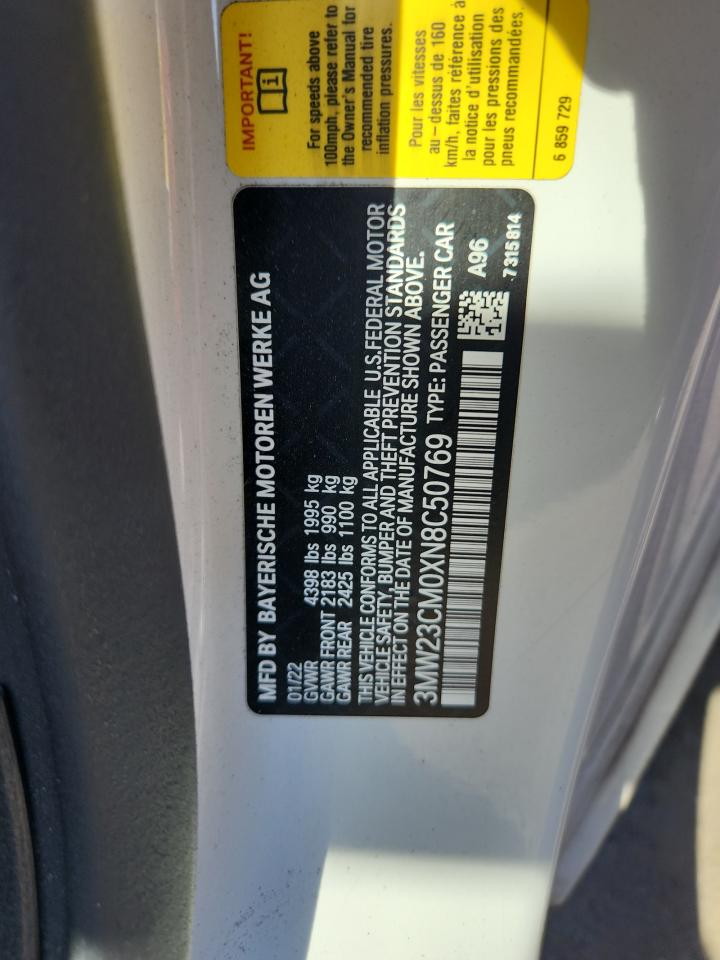 IMPORTANT!
For speeds above
100mph, please refer to
the Owner's Manual for
recommended tire
inflation pressures.
Pour les vitesses
au-dessus de 160
km/h, faites référence à
la notice d'utilisation
pour les pressions des
pneus recommandées.
6 859 729
MFD BY BAYERISCHE MOTOREN WERKE AG
01/22
GVWR 4398 lbs 1995 kg
GAWR FRONT 2183 lbs 990 kg
GAWR REAR 2425 lbs 1100 kg
THIS VEHICLE CONFORMS TO ALL APPLICABLE U.S.FEDERAL MOTOR
VEHICLE SAFETY, BUMPER AND THEFT PREVENTION STANDARDS
IN EFFECT ON THE DATE OF MANUFACTURE SHOWN ABOVE.
3MW23CM0XN8C50769 TYPE: PASSENGER CAR
A96
7 315 814